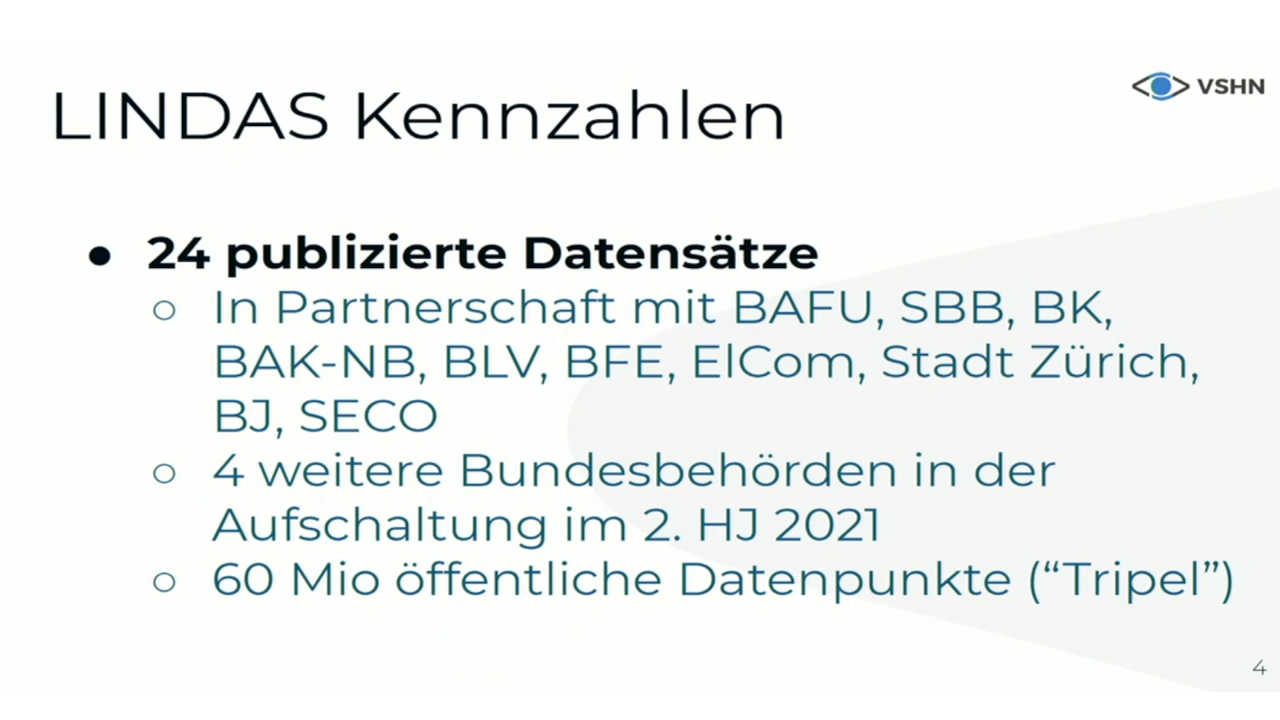 VSHN
LINDAS Kennzahlen
● 24 publizierte Datensätze
○ In Partnerschaft mit BAFU, SBB, BK,
BAK-NB, BLV, BFE, ElCom, Stadt Zürich,
BJ, SECO
○ 4 weitere Bundesbehörden in der
Aufschaltung im 2. HJ 2021
○ 60 Mio öffentliche Datenpunkte (“Tripel”)
4